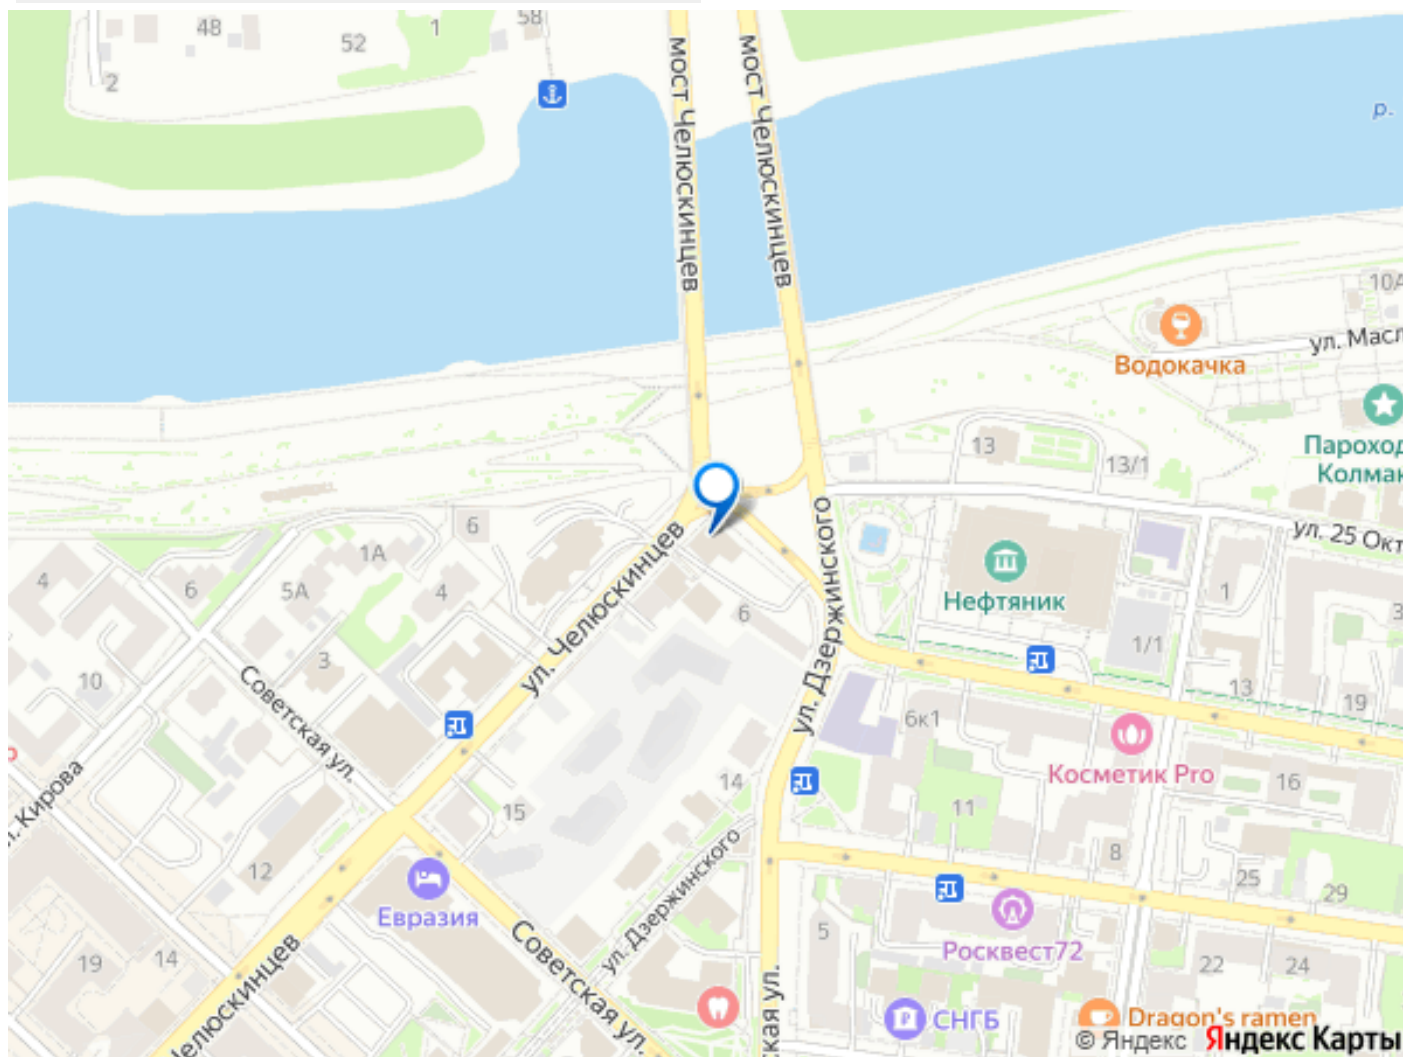 48
58
1
52
2
мост Челюскинцев
мост Челюскинцев
р.
10А
ул. Масл
Водокачка
Пароход
Колмак
13
13/1
ул. 25 Окт
6
1А
4
6
5А
4
3
10
ул. Челюскинцев
6
ул. Дзержинского
Нефтяник
1
1/1
3
13
19
Советская ул.
6к1
Косметик Pro
16
14
15
11
8
л. Кирова
12
Евразия
ул. Дзержинского
25
29
5
Росквест72
22
24
19
14
Челюскинцев
Советская ул.
ская ул.
СНГБ
Dragon's ramen
© Яндекс Яндекс Карты